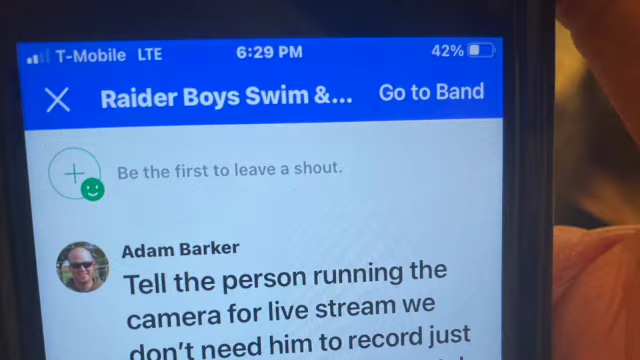 T-Mobile LTE 6:29 PM 42%
Raider Boys Swim &... Go to Band
Be the first to leave a shout.
Adam Barker
Tell the person running the
camera for live stream we
don't need him to record just